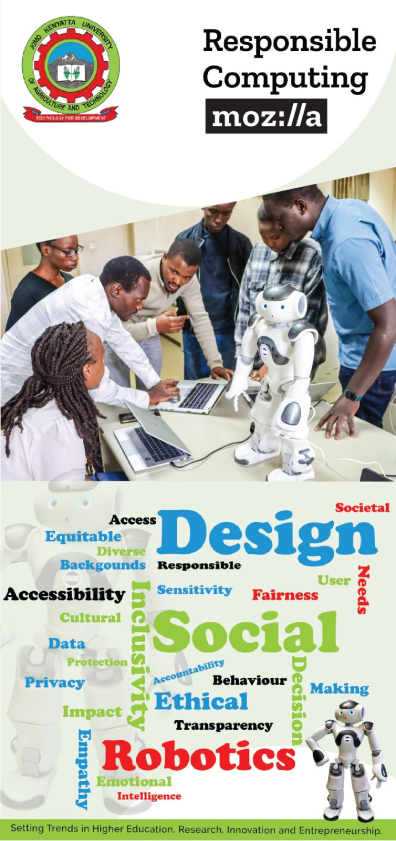 JOMO KENYATTA UNIVERSITY
OF
AGRICULTURE AND TECHNOLOGY
TECHNOLOGY FOR DEVELOPMENT
Responsible
Computing
moz://a
Societal
Access
Design
Equitable
Diverse
Backgounds
Responsible
Accessibility
Inclusivity
Sensitivity
Fairness
User
Needs
Cultural
Social
Data
Protection
Accountability
Privacy
Behaviour
Decision
Making
Impact
Ethical
Transparency
Empathy
Robotics
Emotional
Intelligence
Setting Trends in Higher Education, Research, Innovation and Entrepreneurship.